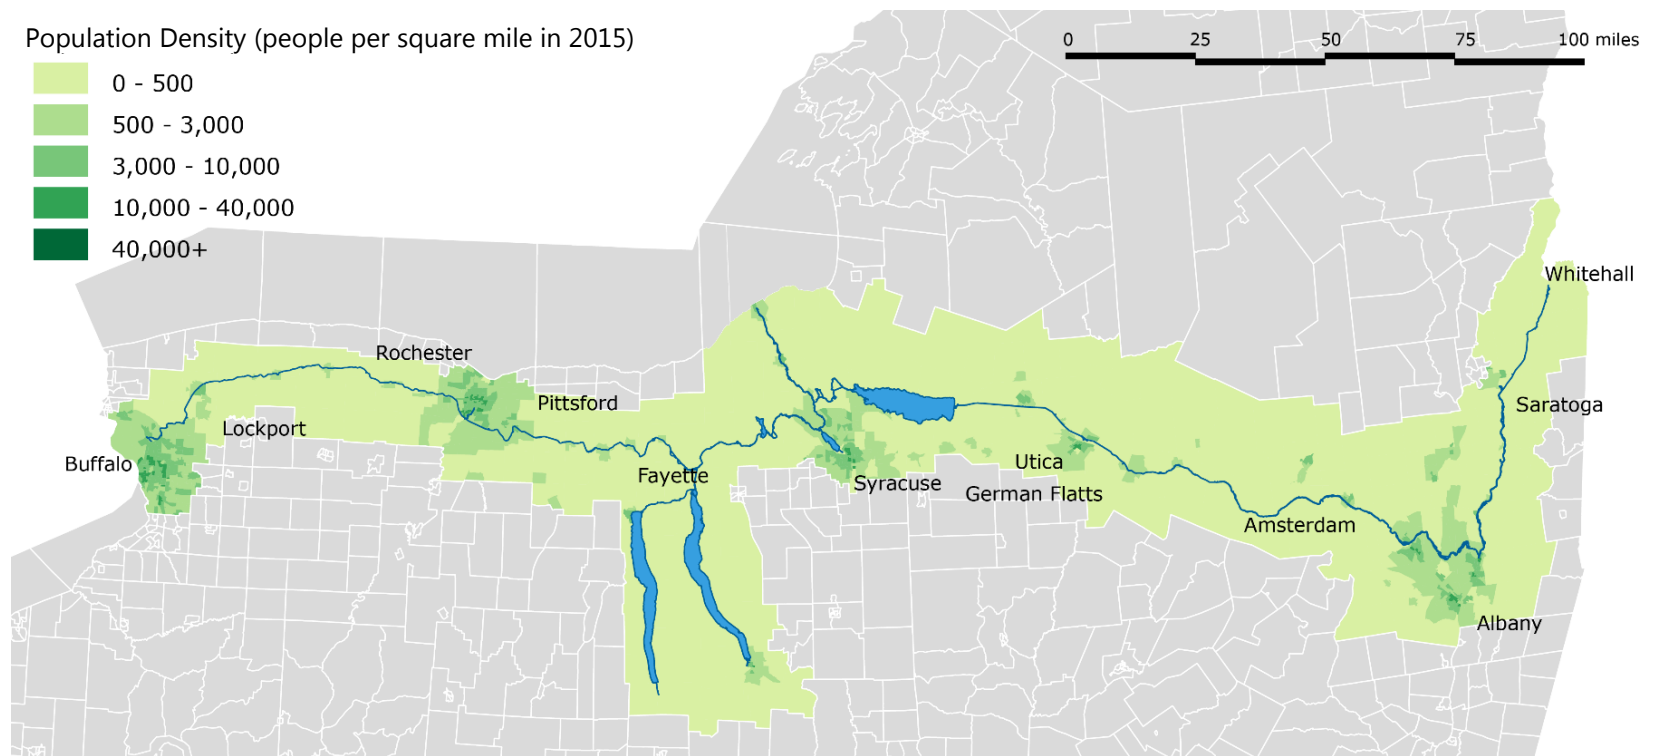 Population Density (people per square mile in 2015)
0 - 500
500 - 3,000
3,000 - 10,000
10,000 - 40,000
40,000+
0 25 50 75 100 miles
Whitehall
Rochester
Pittsford
Saratoga
Lockport
Buffalo
Utica
Fayette
Syracuse
German Flatts
Amsterdam
Albany